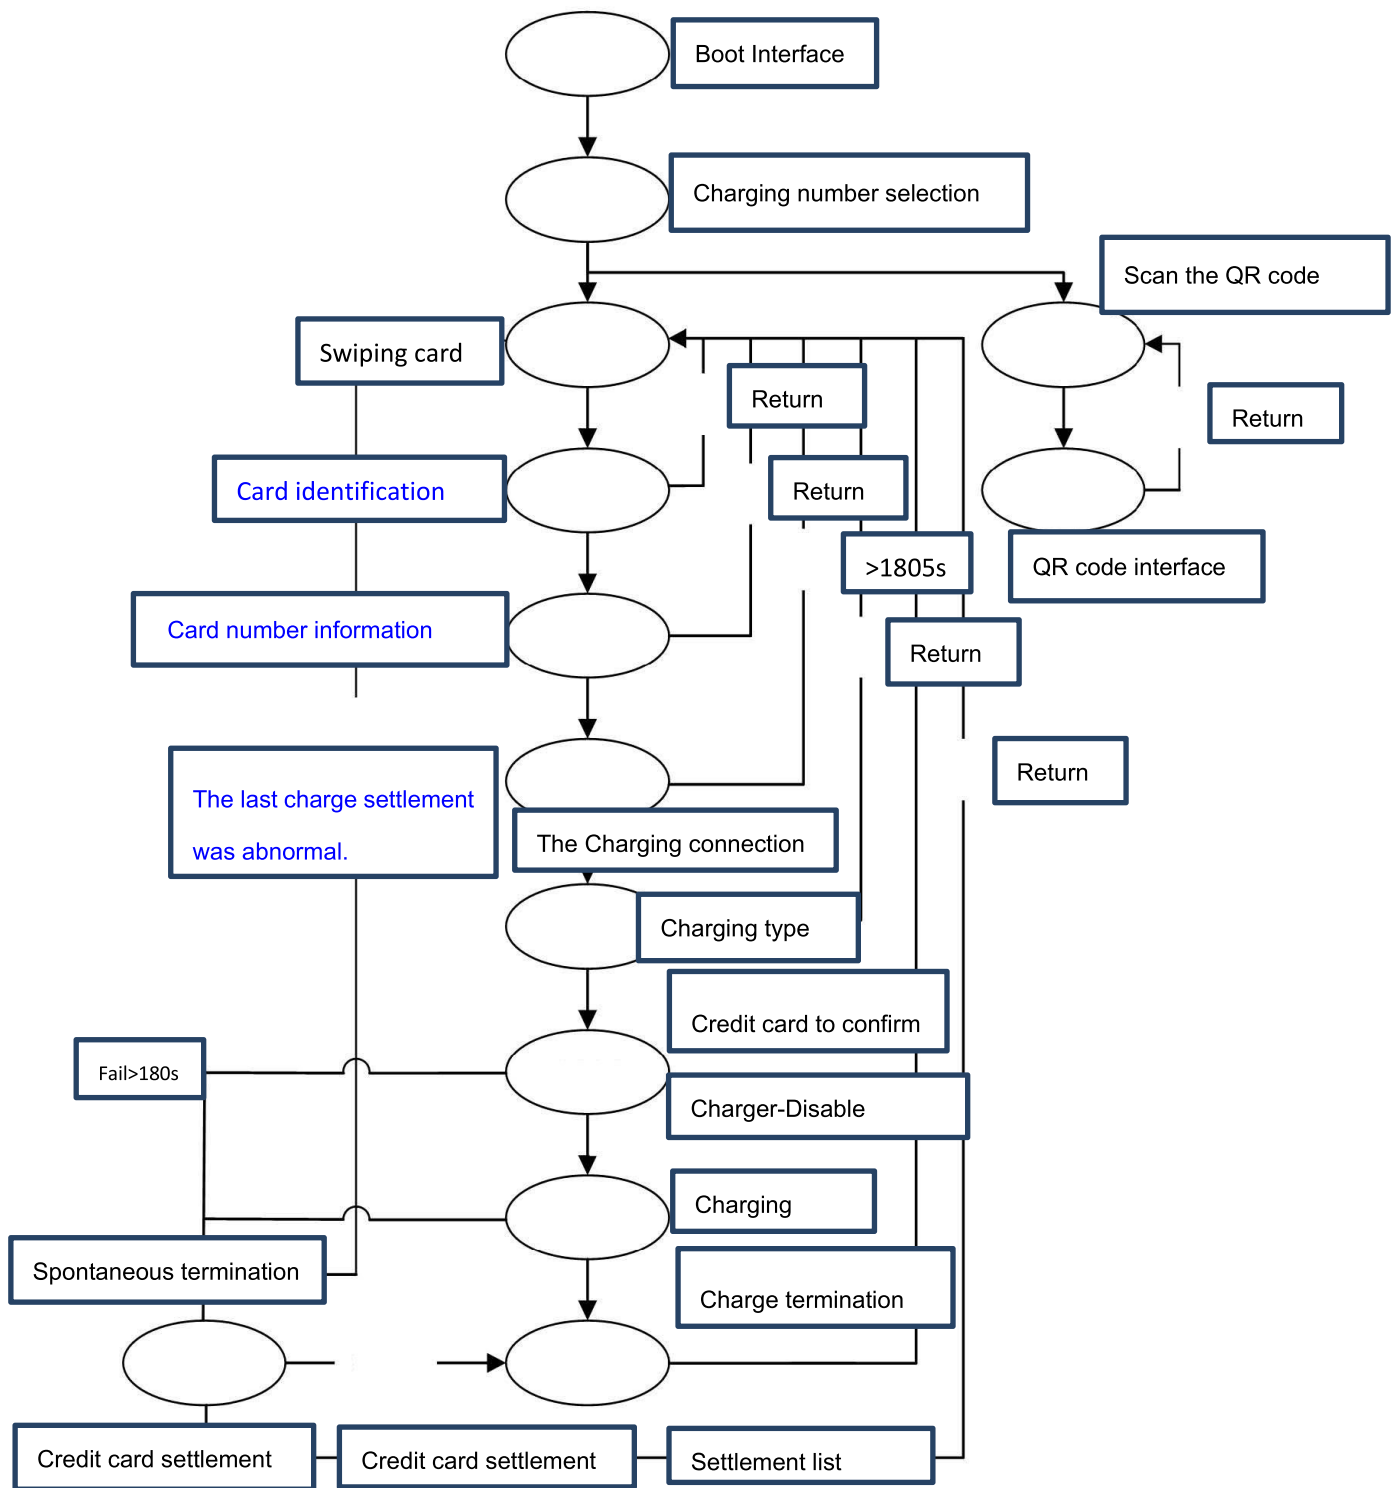 Boot Interface
Charging number selection
Scan the QR code
Swiping card
Return
Return
Card identification
Return
>1805s
QR code interface
Card number information
Return
Return
The last charge settlement
was abnormal.
The Charging connection
Charging type
Credit card to confirm
Fail>180s
Charger-Disable
Charging
Spontaneous termination
Charge termination
Credit card settlement
Credit card settlement
Settlement list